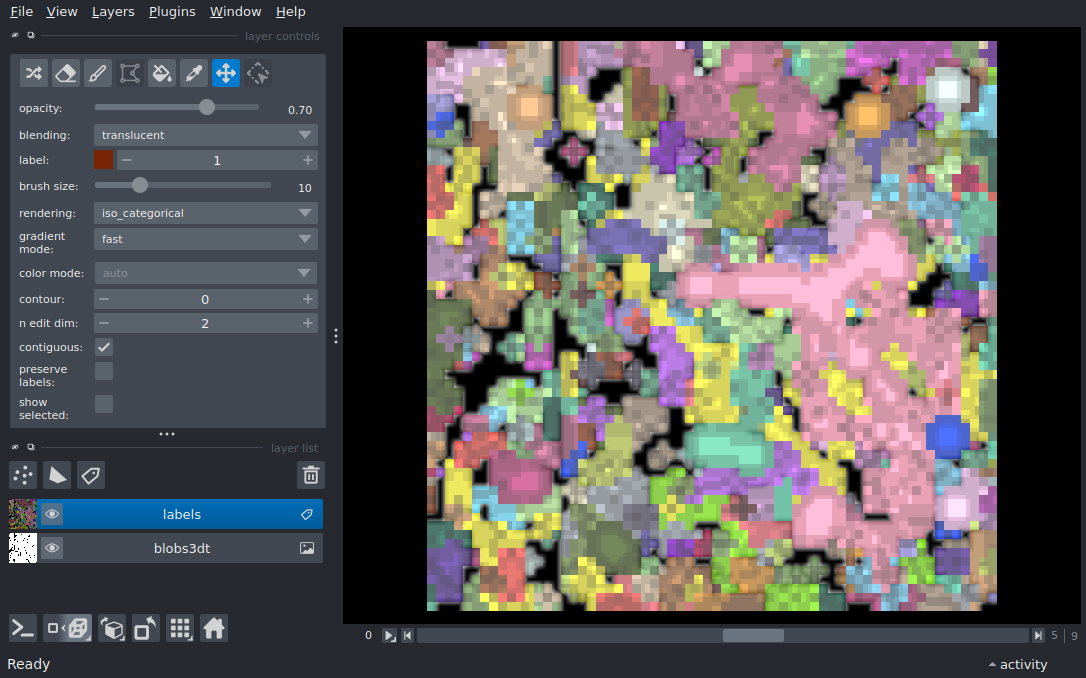 File View Layers Plugins Window Help
layer controls
opacity: 0.70
blending: translucent
label: 1
brush size: 10
rendering: iso_categorical
gradient
mode: fast
color mode: auto
contour: 0
n edit dim: 2
contiguous:
preserve
labels:
show
selected:
layer list
labels
blobs3dt
0 5 | 9
Ready activity